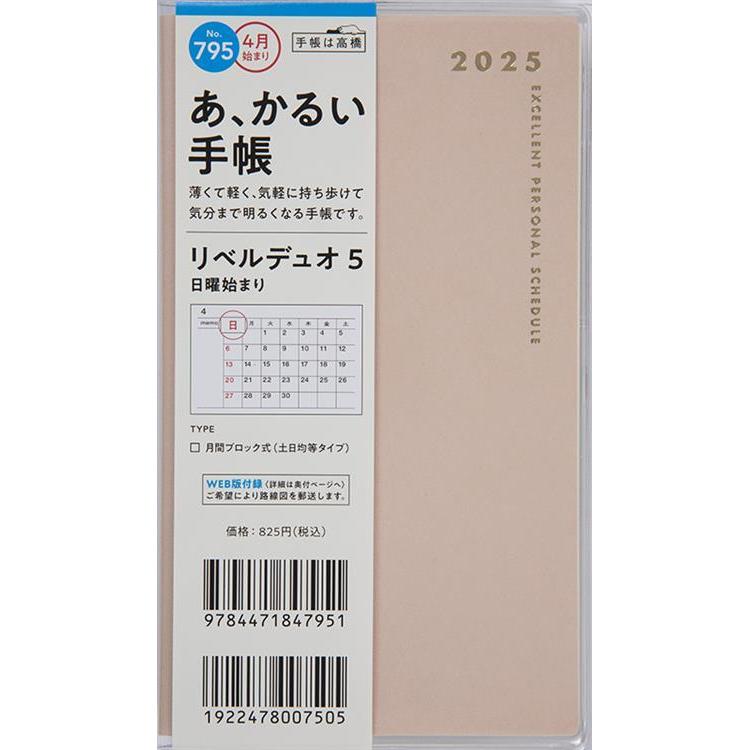 No.
795
4月
始まり
手帳は高橋
あ、かるい
手帳
薄くて軽く、気軽に持ち歩けて
気分まで明るくなる手帳です。
リベルデュオ 5
日曜始まり
4
memo 日 月 火 水 木 金 土
1 2 3 4 5
6 7 8 9 10 11 12
13 14 15 16 17 18 19
20 21 22 23 24 25 26
27 28 29 30
TYPE
□ 月間ブロック式（土日均等タイプ）
WEB版付録〈詳細は奥付ページへ〉
ご希望により路線図を郵送します。
価格：825円（税込）
9784471847951
1922478007505
2025
EXCELLENT PERSONAL SCHEDULE